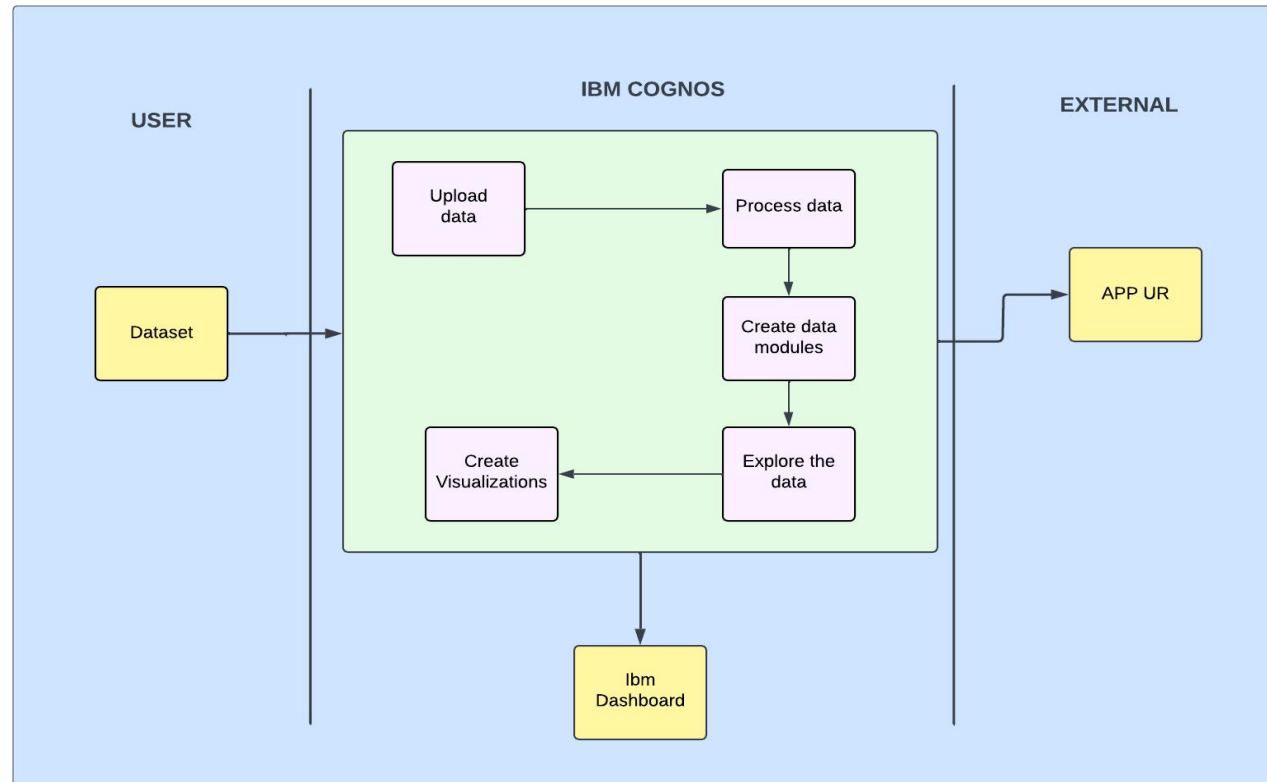 USER
IBM COGNOS
EXTERNAL
Upload
data
Process data
Dataset
Create data
modules
APP UR
Create
Visualizations
Explore the
data
Ibm
Dashboard